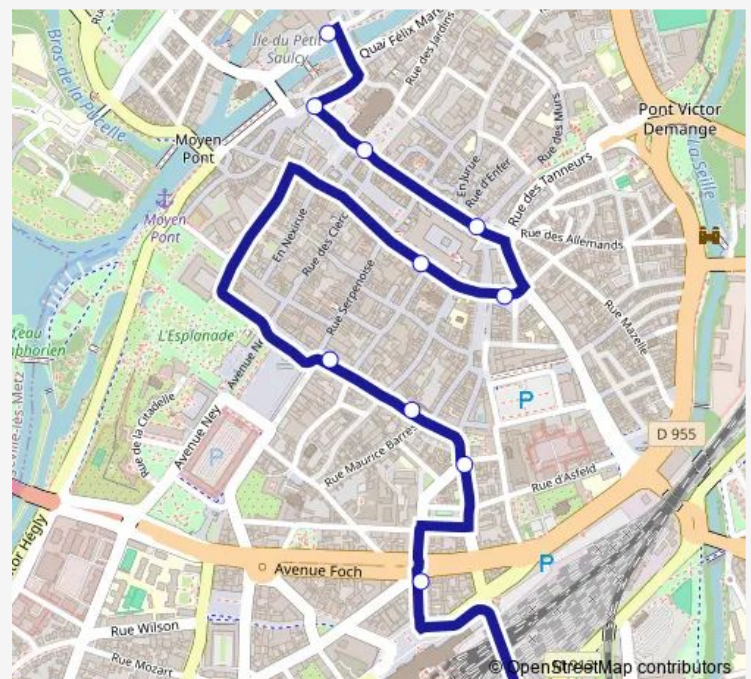 Île du Petit
Saulcy
Quai Félix Maré
Rue des Jardins
Bras de la Pucelle
Moyen
Pont
Pont Victor
Demange
La Seille
Rue des Murs
En Jurue
Rue d'Enfer
Rue des Tanneurs
Rue des Allemands
Moyen
Pont
En Nexirue
Rue des Clerc
Rue Serpenoise
Rue Mazelle
L'Esplanade
Avenue Ne
Rue de la Citadelle
Avenue Ney
P
P
D 955
Rue Maurice Barrès
Rue d'Asfeld
P
Avenue Foch
Rue Wilson
Rue Mozart
© OpenStreetMap contributors